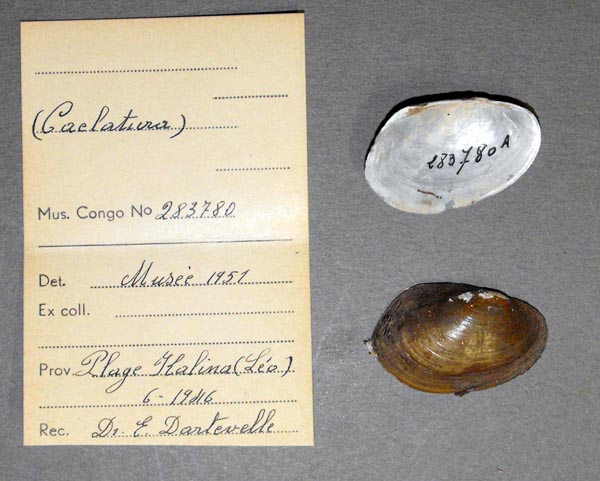 (Caelatura)
Mus. Congo No 283780
Det. Musée 1951
Ex coll.
Prov. Plage Kalina (Léo.)
6-1946
Rec. Dr. E. Dartevelle
283780 A